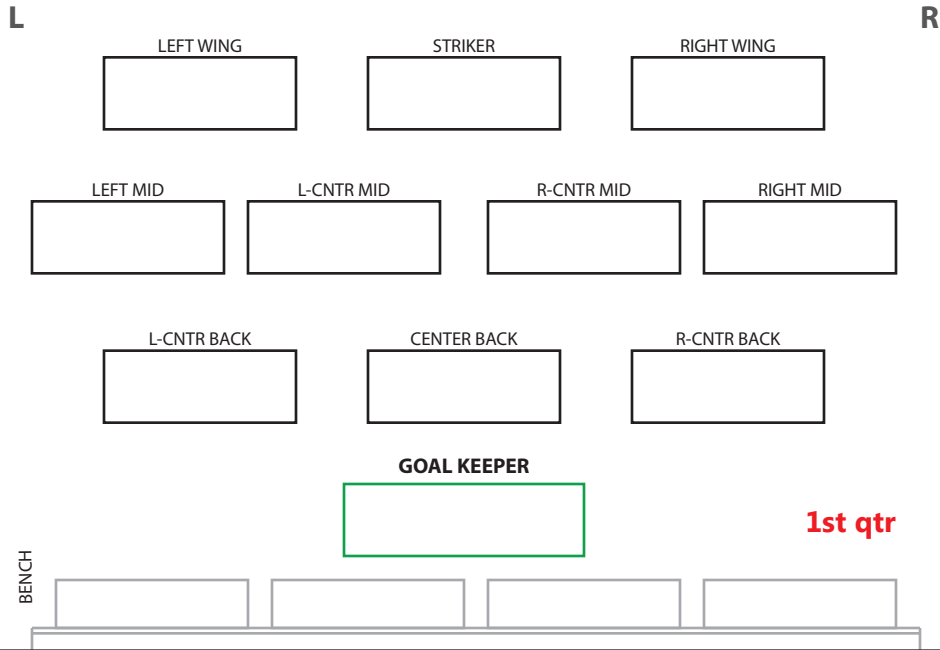 L R
LEFT WING STRIKER RIGHT WING
LEFT MID L-CNTR MID R-CNTR MID RIGHT MID
L-CNTR BACK CENTER BACK R-CNTR BACK
GOAL KEEPER
1st qtr
BENCH